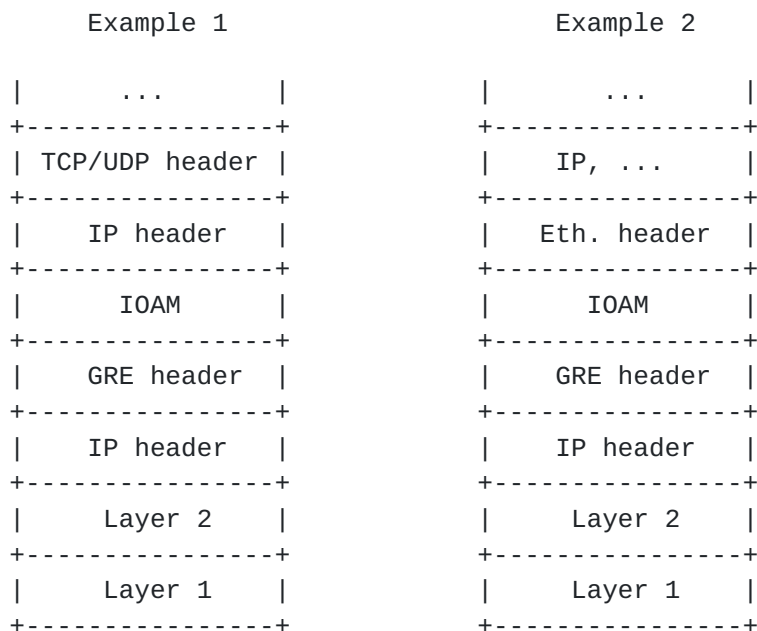 Example 1                     Example 2
|      ...       |            |       ...      |
+----------------+            +----------------+
| TCP/UDP header |            |    IP, ...     |
+----------------+            +----------------+
|    IP header   |            |   Eth. header  |
+----------------+            +----------------+
|      IOAM      |            |      IOAM      |
+----------------+            +----------------+
|    GRE header  |            |    GRE header  |
+----------------+            +----------------+
|    IP header   |            |    IP header   |
+----------------+            +----------------+
|     Layer 2    |            |     Layer 2    |
+----------------+            +----------------+
|     Layer 1    |            |     Layer 1    |
+----------------+            +----------------+